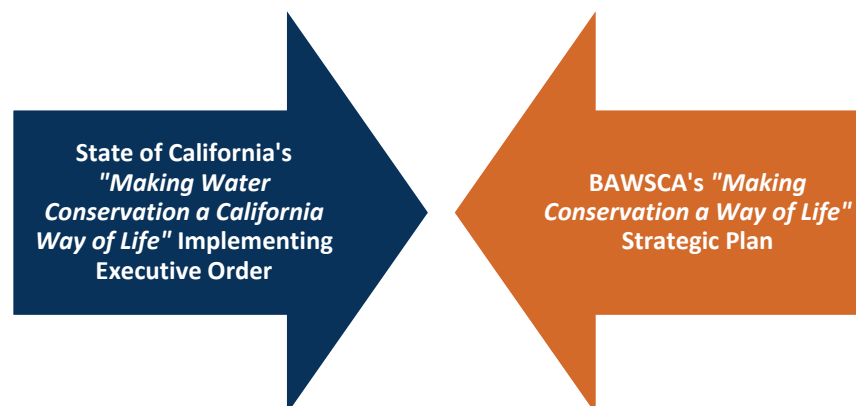 State of California's
"Making Water
Conservation a California
Way of Life" Implementing
Executive Order
BAWSCA's "Making
Conservation a Way of Life"
Strategic Plan